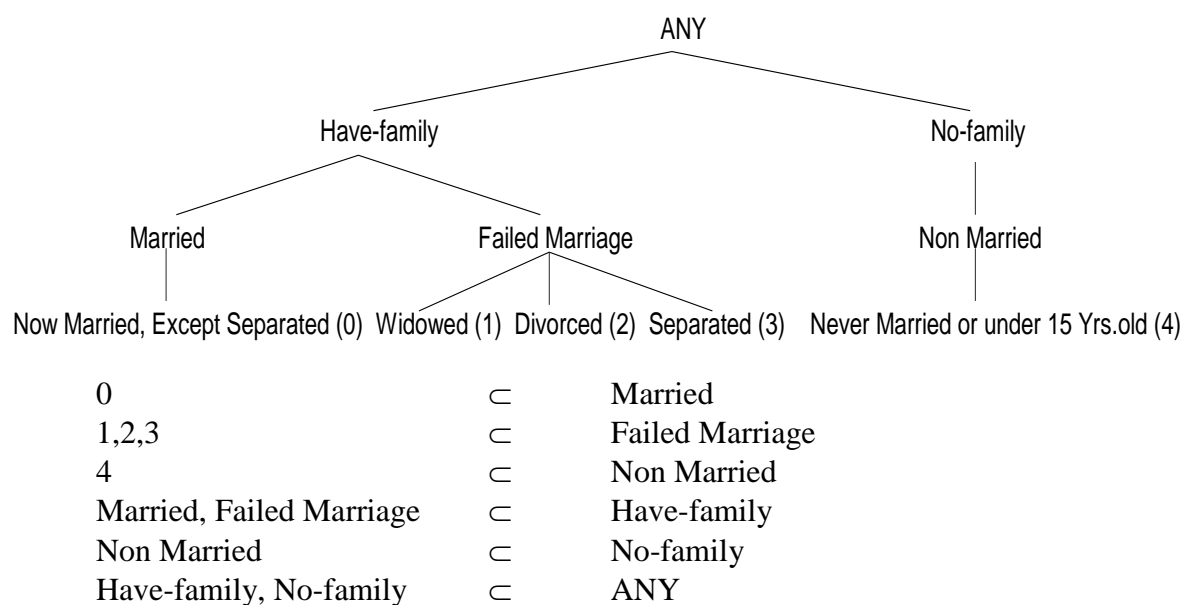 ANY
Have-family No-family
Married Failed Marriage Non Married
Now Married, Except Separated (0) Widowed (1) Divorced (2) Separated (3) Never Married or under 15 Yrs.old (4)
0 ⊂ Married
1,2,3 ⊂ Failed Marriage
4 ⊂ Non Married
Married, Failed Marriage ⊂ Have-family
Non Married ⊂ No-family
Have-family, No-family ⊂ ANY